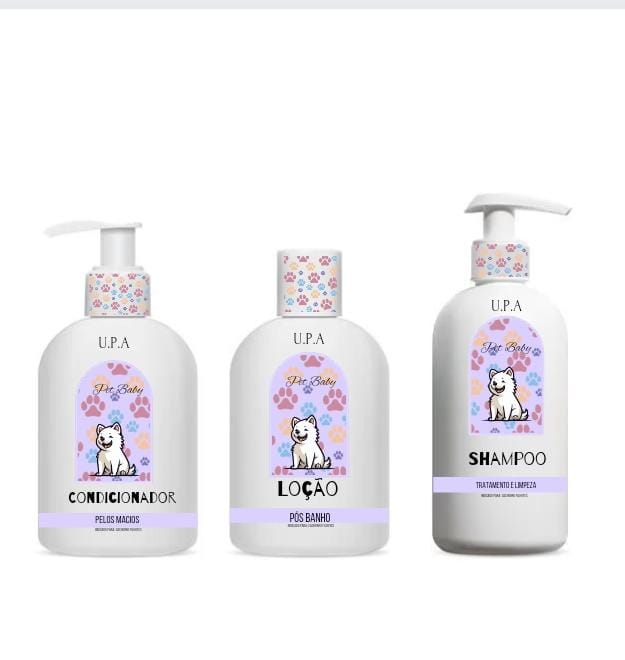 U.P.A
Pet Baby
CONDICIONADOR
PELOS MACIOS
U.P.A
Pet Baby
LOÇÃO
PÓS BANHO
U.P.A
Pet Baby
SHAMPOO
TRATAMENTO E LIMPEZA